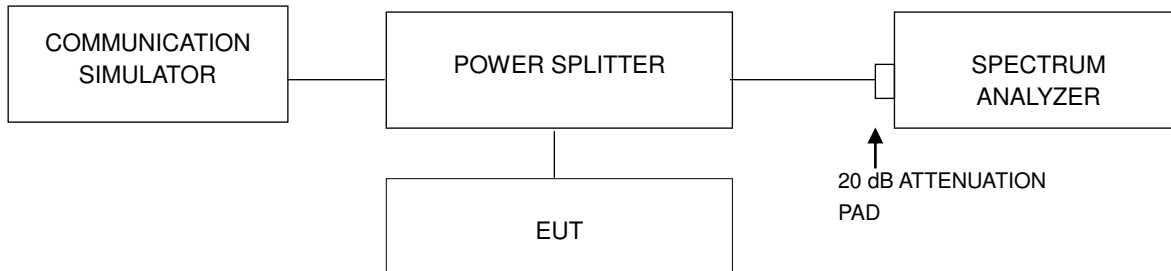 COMMUNICATION
SIMULATOR
POWER SPLITTER
SPECTRUM
ANALYZER
20 dB ATTENUATION
PAD
EUT